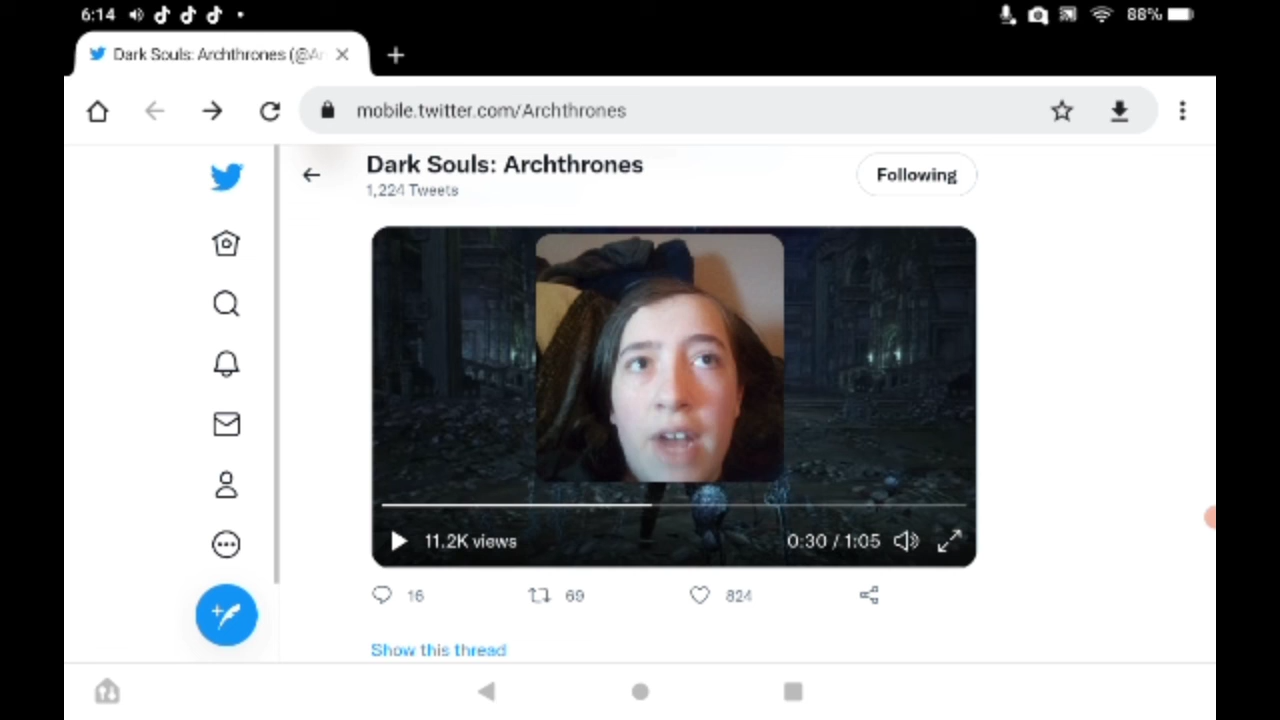 6:14
88%
Dark Souls: Archthrones (@Ar
mobile.twitter.com/Archthrones
Dark Souls: Archthrones
1,224 Tweets
Following
11.2K views
0:30 / 1:05
16
69
824
Show this thread